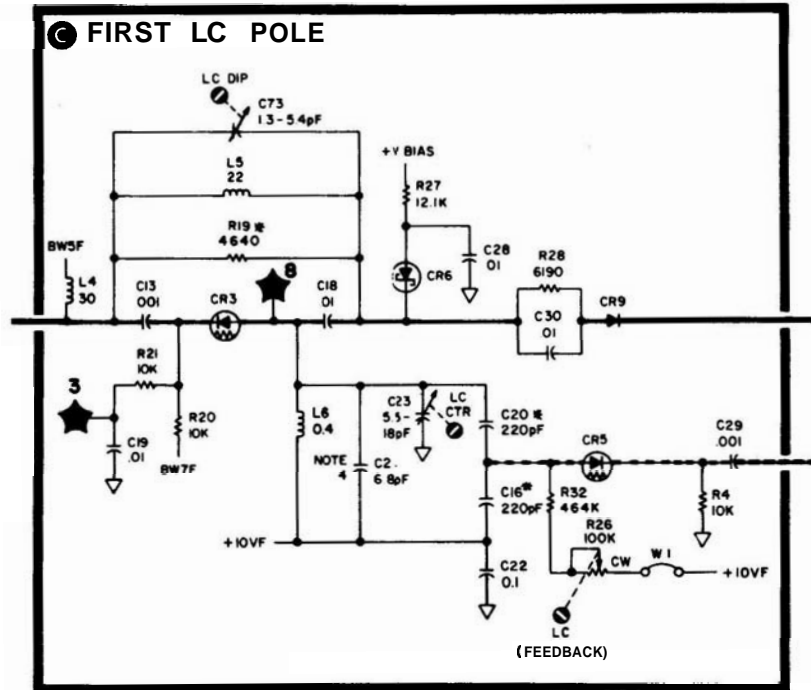 C FIRST LC POLE
LC DIP
C73
1.3-5.4pF
L5
22
R19*
4640
+V BIAS
R27
12.1K
C28
.01
CR6
R28
6190
C30
.01
CR9
BW5F
L4
30
C13
.001
CR3
8
C18
.01
3
R21
10K
R20
10K
C19
.01
BW7F
L6
0.4
NOTE
4
C2
6.8pF
C23
5.5-
18pF
LC
CTR
C20*
220pF
C16*
220pF
CR5
C29
.001
R32
464K
R4
10K
R26
100K
CW
W1
+10VF
+10VF
C22
0.1
LC
(FEEDBACK)